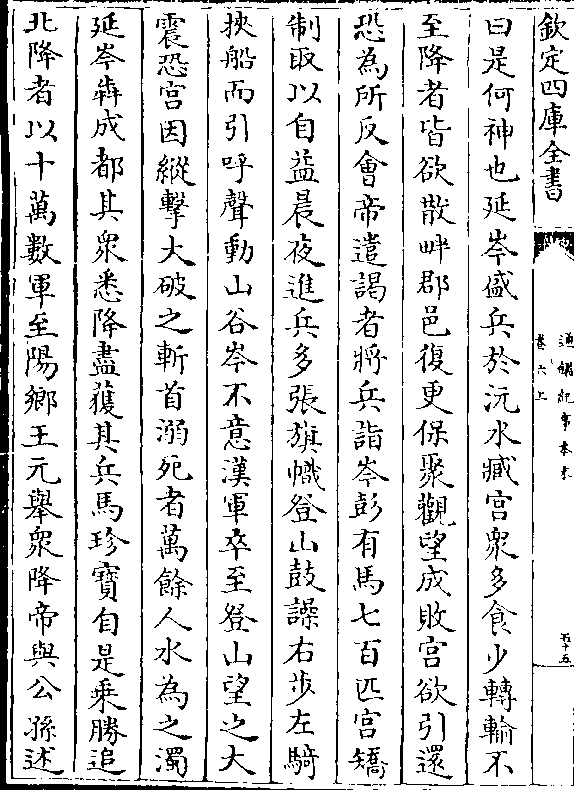 欽定四庫全書
通鑑紀事本末
卷六上
五十五
曰是何神也延岑盛兵於沅水臧宫衆多食少轉輸不
至降者皆欲散畔郡邑復更保聚觀望成敗宫欲引還
恐為所反會帝遣謁者將兵詣岑彭有馬七百匹宫矯
制取以自益晨夜進兵多張旗幟登山鼓譟右步左騎
挾船而引呼聲動山谷岑不意漢軍卒至登山望之大
震恐宫因縱擊大破之斬首溺死者萬餘人水為之濁
延岑犇成都其衆悉降盡獲其兵馬珍寶自是乗勝追
北降者以十萬數軍至陽鄉王元舉衆降帝與公孫述